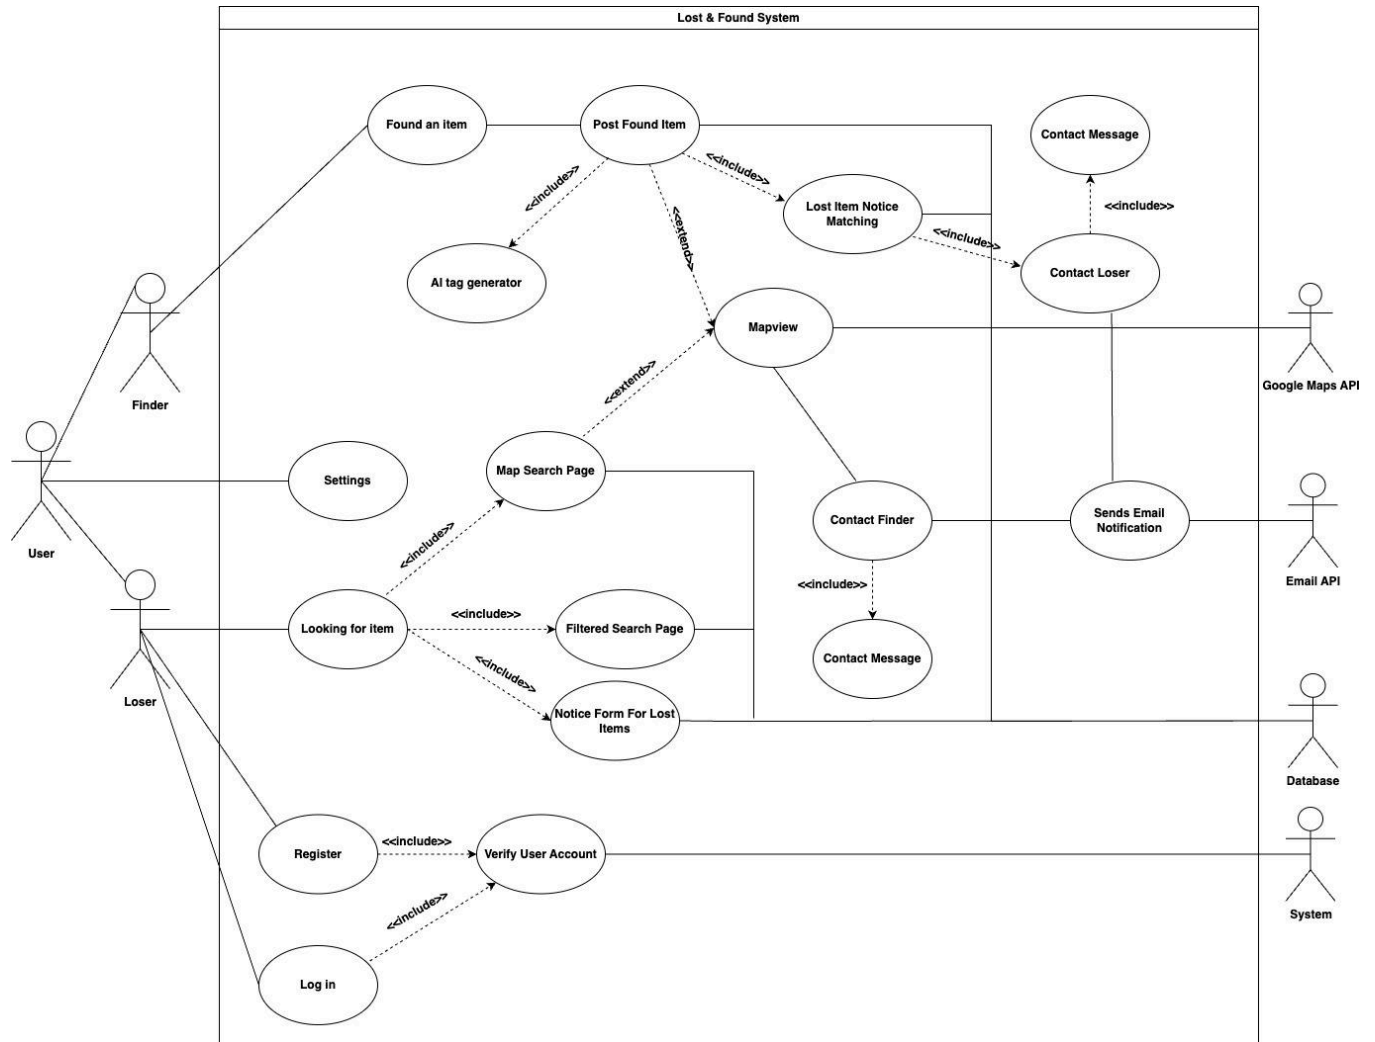 Lost & Found System
Found an item
Post Found Item
Contact Message
<<include>>
<<include>>
<<include>>
Lost Item Notice
Matching
<<include>>
<<extend>>
Contact Loser
AI tag generator
Mapview
Google Maps API
Finder
<<extend>>
Map Search Page
Settings
User
<<include>>
Contact Finder
Sends Email
Notification
Email API
<<include>>
Looking for item
<<include>>
Filtered Search Page
Contact Message
<<include>>
Loser
Notice Form For Lost
Items
Database
Register
<<include>>
Verify User Account
System
<<include>>
Log in